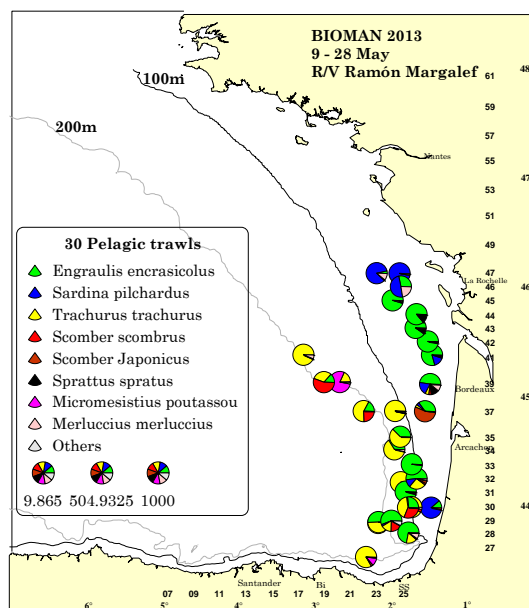 BIOMAN 2013
9 - 28 May
R/V Ramón Margalef
100m
200m
48
61
59
57
55
Nantes
47
53
51
49
La Rochelle
46
45
46
44
43
42
41
39
Bordeaux
45
37
35
Arcachon
34
33
32
31
30
44
29
28
27
30 Pelagic trawls
Engraulis encrasicolus
Sardina pilchardus
Trachurus trachurus
Scomber scombrus
Scomber Japonicus
Sprattus spratus
Micromesistius poutassou
Merluccius merluccius
Others
9.865 504.9325 1000
Santander Bi SS
07 09 11 13 15 17 19 21 23 25
6° 5° 4° 3° 2° 1°